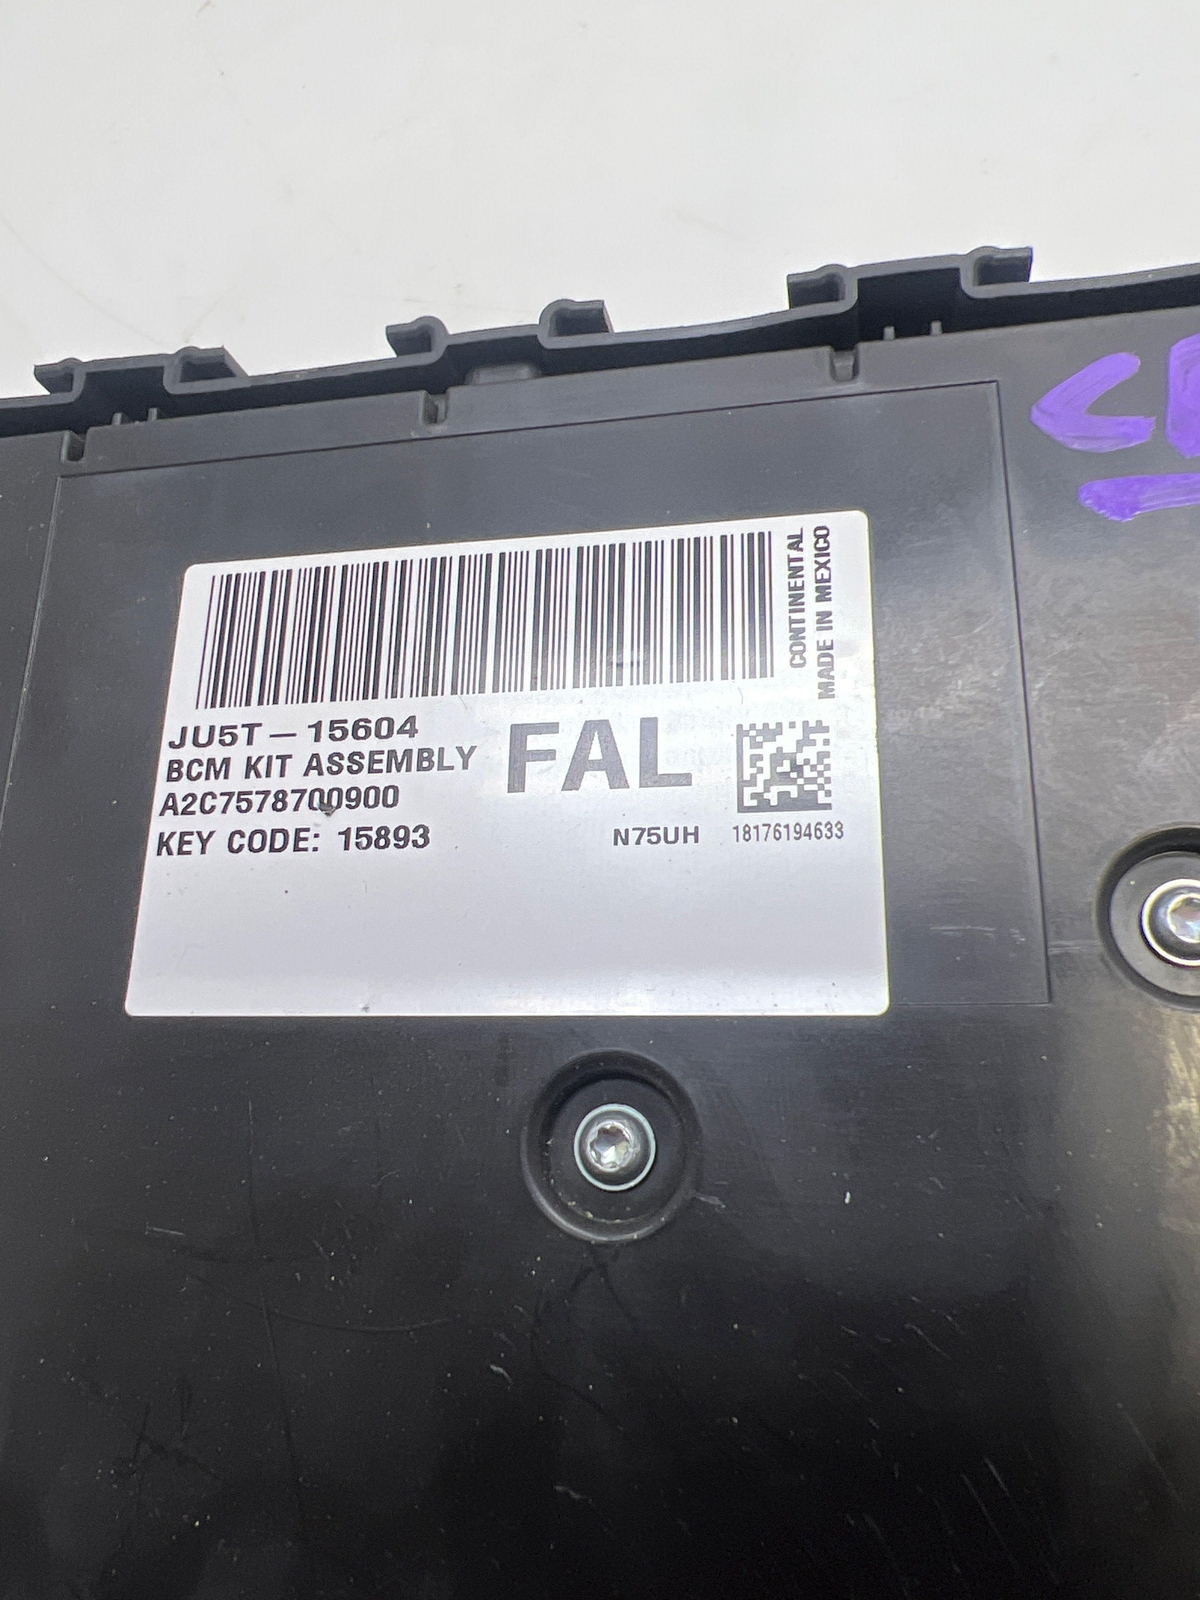 CONTINENTAL
MADE IN MEXICO
JU5T-15604
FAL
BCM KIT ASSEMBLY
A2C7578700900
KEY CODE: 15893
N75UH
18176194633